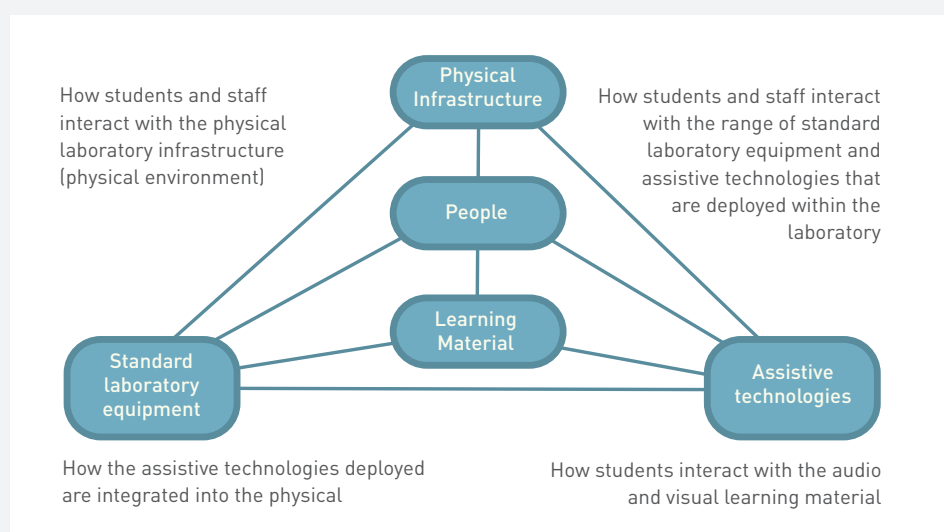 Physical
Infrastructure
How students and staff
interact with the physical
laboratory infrastructure
(physical environment)
How students and staff interact
with the range of standard
laboratory equipment and
assistive technologies that
are deployed within the
laboratory
People
Learning
Material
Standard
laboratory
equipment
Assistive
technologies
How the assistive technologies deployed
are integrated into the physical
How students interact with the audio
and visual learning material